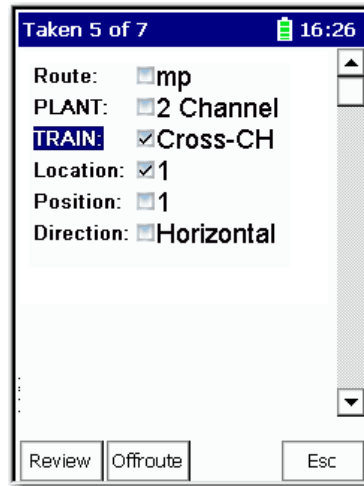 Taken 5 of 7 16:26
Route: mp
PLANT: 2 Channel
TRAIN: Cross-CH
Location: 1
Position: 1
Direction: Horizontal
Review Offroute Esc